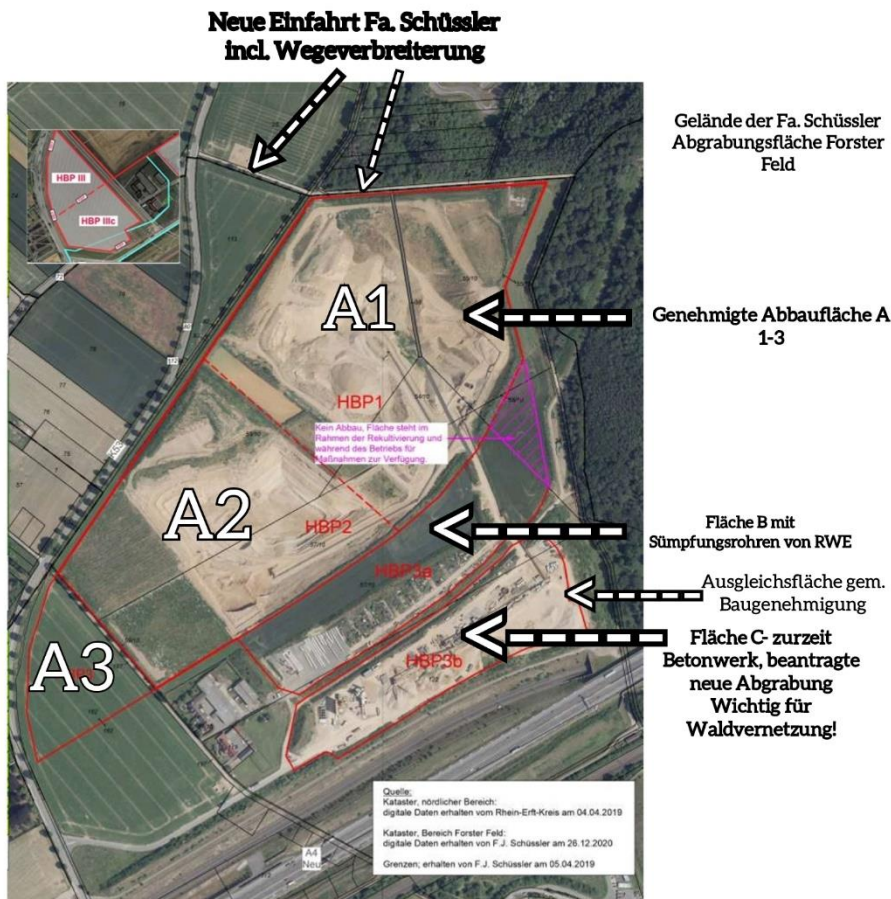 Neue Einfahrt Fa. Schüssler
incl. Wegeverbreiterung
Gelände der Fa. Schüssler
Abgrabungsfläche Forster
Feld
HBP III
HBP IIIc
A1
Genehmigte Abbaufläche A
1-3
HBP1
Kein Abbau, Fläche steht im
Rahmen der Rekultivierung und
während des Betriebs für
Maßnahmen zur Verfügung.
A2
HBP2
Fläche B mit
Sümpfungsrohren von RWE
HBP3a
Ausgleichsfläche gem.
Baugenehmigung
A3
HBP3b
Fläche C- zurzeit
Betonwerk, beantragte
neue Abgrabung
Wichtig für
Waldvernetzung!
Quelle:
Kataster, nördlicher Bereich:
digitale Daten erhalten vom Rhein-Erft-Kreis am 04.04.2019
Kataster, Bereich Forster Feld:
digitale Daten erhalten von F.J. Schüssler am 26.12.2020
Grenzen; erhalten von F.J. Schüssler am 05.04.2019
A4
Neu